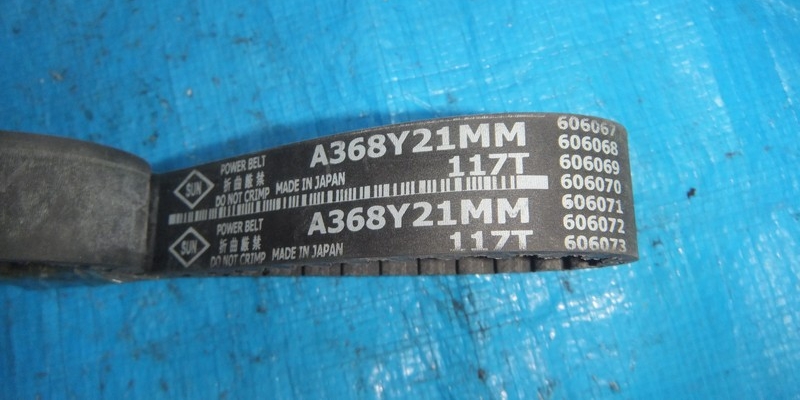 SUN
POWER BELT
折曲厳禁
DO NOT CRIMP MADE IN JAPAN
A368Y21MM
117T
SUN
POWER BELT
折曲厳禁
DO NOT CRIMP MADE IN JAPAN
A368Y21MM
117T
606067
606068
606069
606070
606071
606072
606073